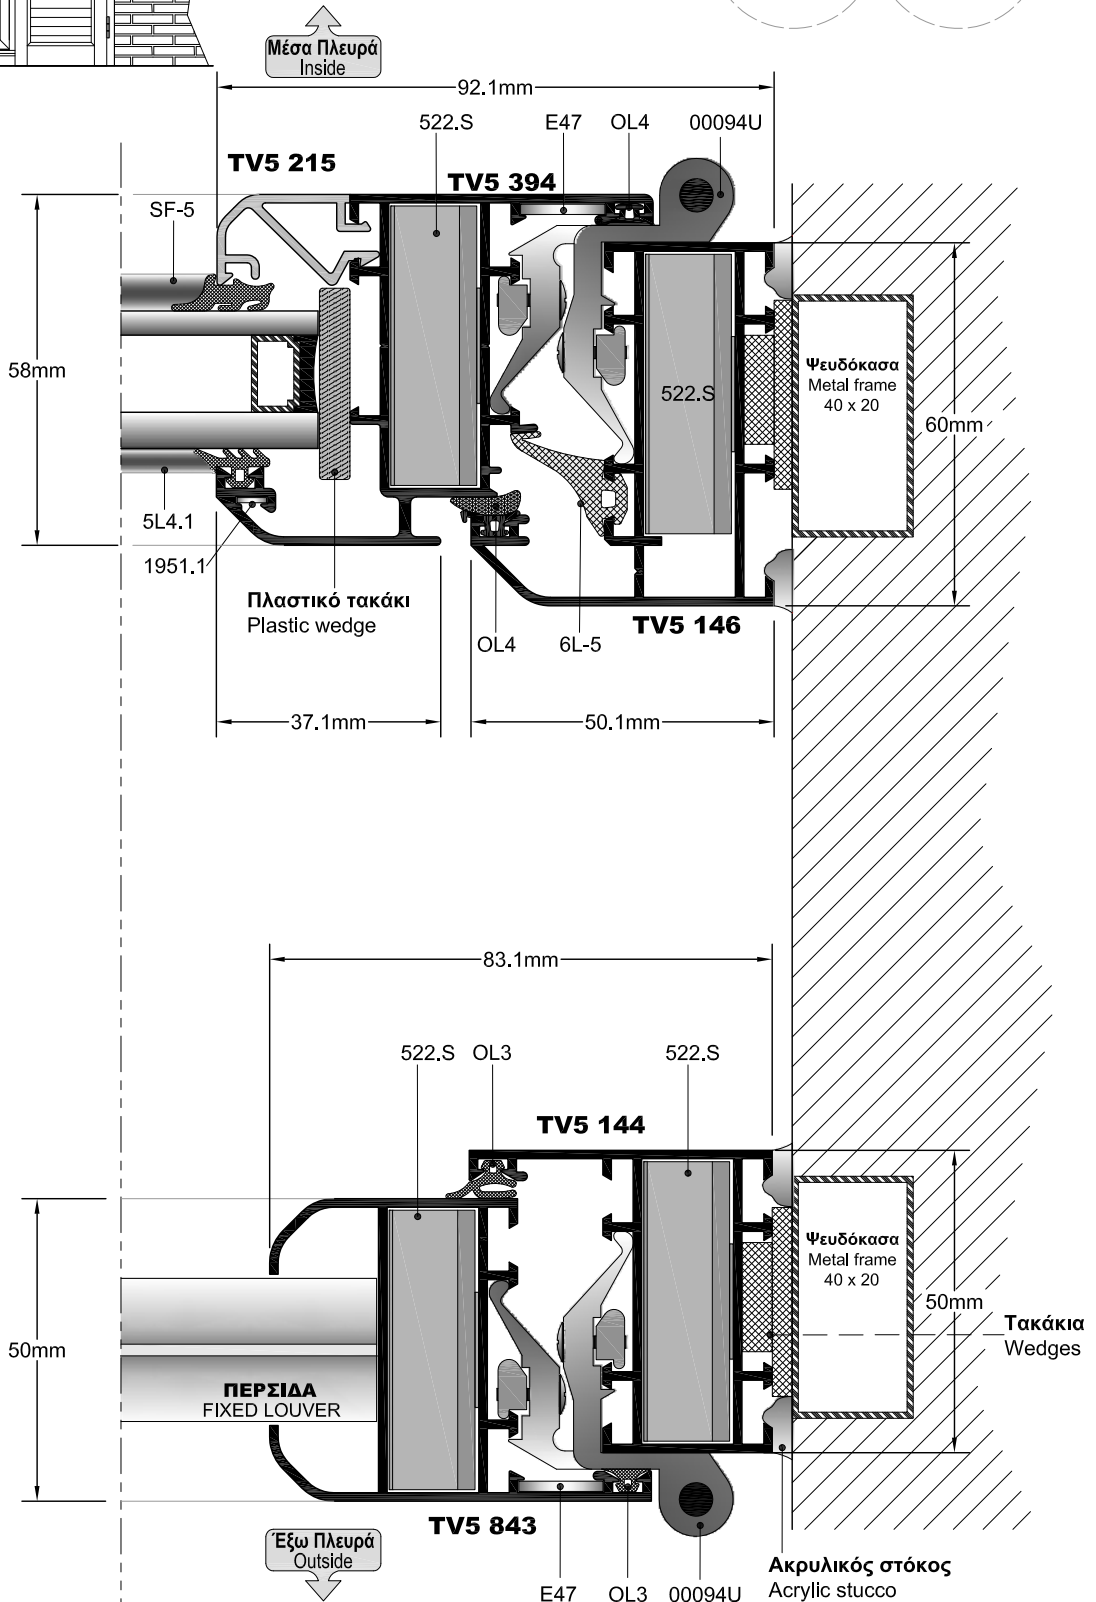 Μέσα Πλευρά
Inside
92.1mm
522.S
E47
OL4
00094U
TV5 215
TV5 394
SF-5
58mm
Ψευδόκασα
Metal frame
40 x 20
522.S
60mm
5L4.1
1951.1
Πλαστικό τακάκι
Plastic wedge
OL4
6L-5
TV5 146
37.1mm
50.1mm
83.1mm
522.S
OL3
522.S
TV5 144
Ψευδόκασα
Metal frame
40 x 20
50mm
Τακάκια
Wedges
50mm
ΠΕΡΣΙΔΑ
FIXED LOUVER
TV5 843
Έξω Πλευρά
Outside
E47
OL3
00094U
Ακρυλικός στόκος
Acrylic stucco